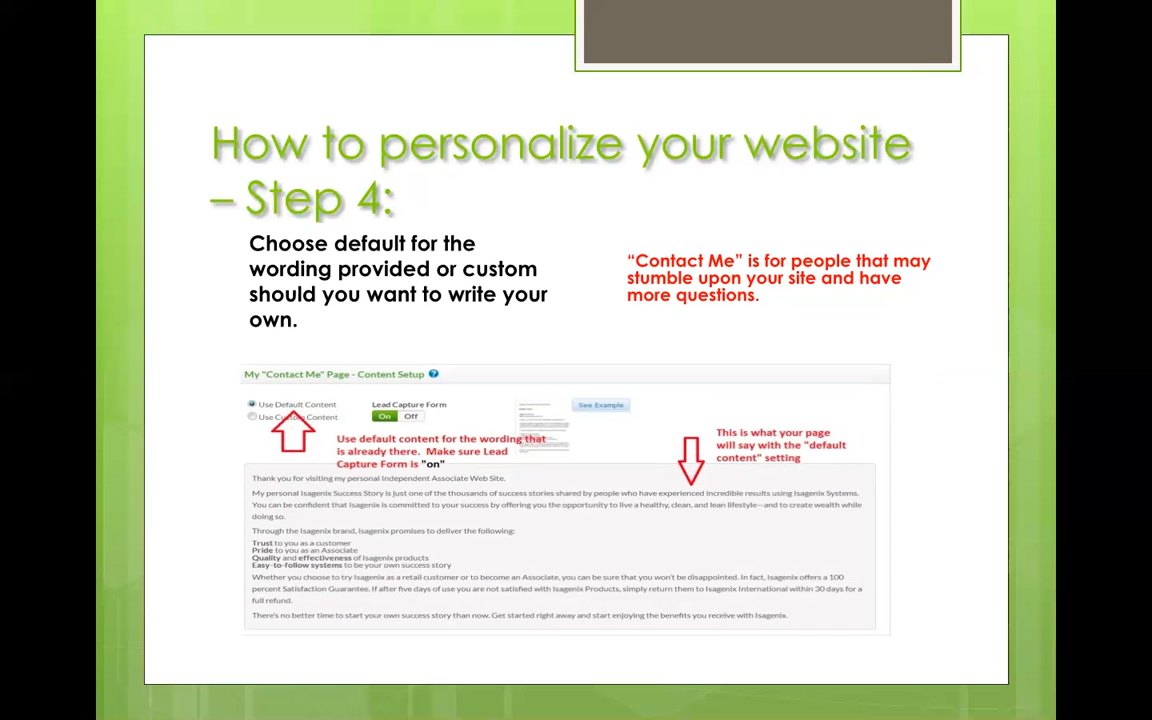 How to personalize your website
– Step 4:
Choose default for the
wording provided or custom
should you want to write your
own.
“Contact Me” is for people that may
stumble upon your site and have
more questions.
My "Contact Me" Page - Content Setup ?
Use Default Content
Use Custom Content
Lead Capture Form
On Off
See Example
Use default content for the wording that
is already there. Make sure Lead
Capture Form is "on"
This is what your page
will say with the "default
content" setting
Thank you for visiting my personal Independent Associate Web Site.
My personal Isagenix Success Story is just one of the thousands of success stories shared by people who have experienced incredible results using Isagenix Systems.
You can be confident that Isagenix is committed to your success by offering you the opportunity to live a healthy, clean, and lean lifestyle—and to create wealth while
doing so.
Through the Isagenix brand, Isagenix promises to deliver the following:
Trust to you as a customer
Pride to you as an Associate
Quality and effectiveness of Isagenix products
Easy-to-follow systems to be your own success story
Whether you choose to try Isagenix as a retail customer or to become an Associate, you can be sure that you won't be disappointed. In fact, Isagenix offers a 100
percent Satisfaction Guarantee. If after five days of use you are not satisfied with Isagenix Products, simply return them to Isagenix International within 30 days for a
full refund.
There's no better time to start your own success story than now. Get started right away and start enjoying the benefits you receive with Isagenix.